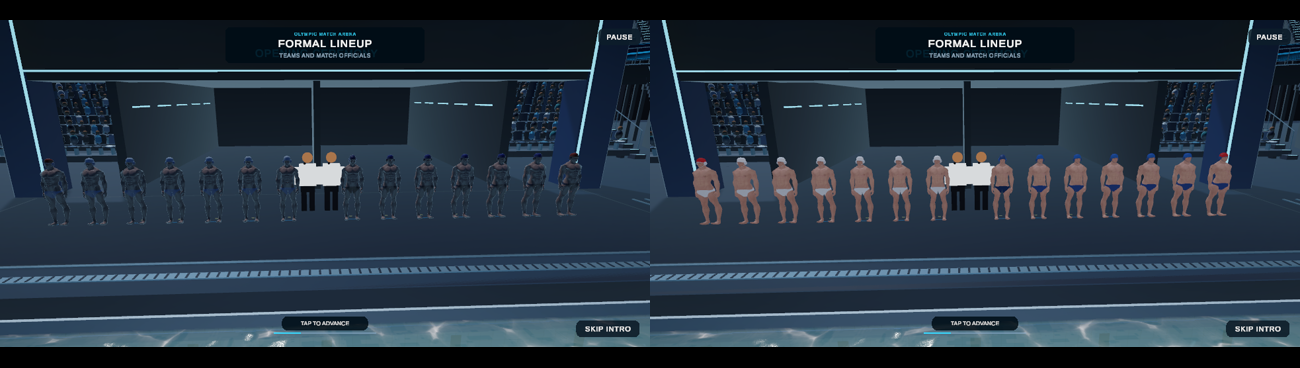 OLYMPIC MATCH ARENA
FORMAL LINEUP
TEAMS AND MATCH OFFICIALS
PAUSE
TAP TO ADVANCE
SKIP INTRO
OLYMPIC MATCH ARENA
FORMAL LINEUP
TEAMS AND MATCH OFFICIALS
PAUSE
TAP TO ADVANCE
SKIP INTRO